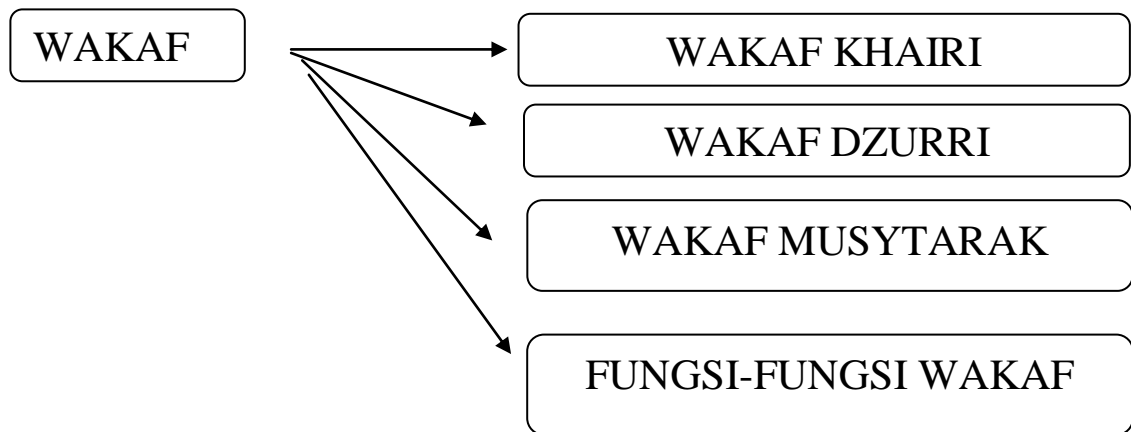 WAKAF
WAKAF KHAIRI
WAKAF DZURRI
WAKAF MUSYTARAK
FUNGSI-FUNGSI WAKAF